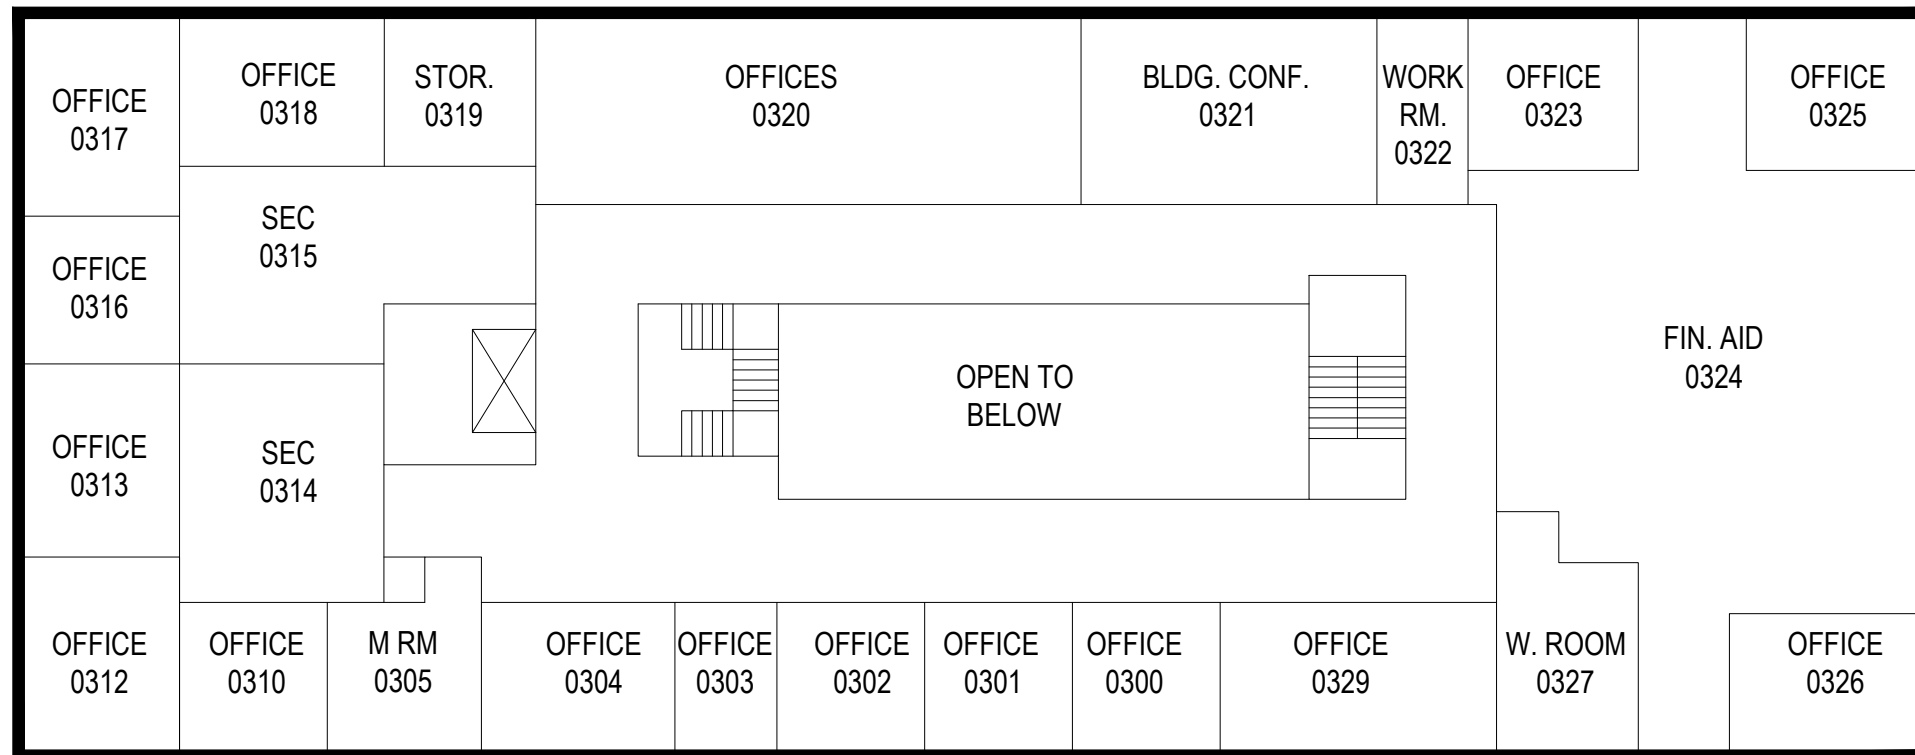 OFFICE
0317
OFFICE
0318
STOR.
0319
OFFICES
0320
BLDG. CONF.
0321
WORK
RM.
0322
OFFICE
0323
OFFICE
0325
SEC
0315
OFFICE
0316
FIN. AID
0324
OPEN TO
BELOW
OFFICE
0313
SEC
0314
OFFICE
0312
OFFICE
0310
M RM
0305
OFFICE
0304
OFFICE
0303
OFFICE
0302
OFFICE
0301
OFFICE
0300
OFFICE
0329
W. ROOM
0327
OFFICE
0326